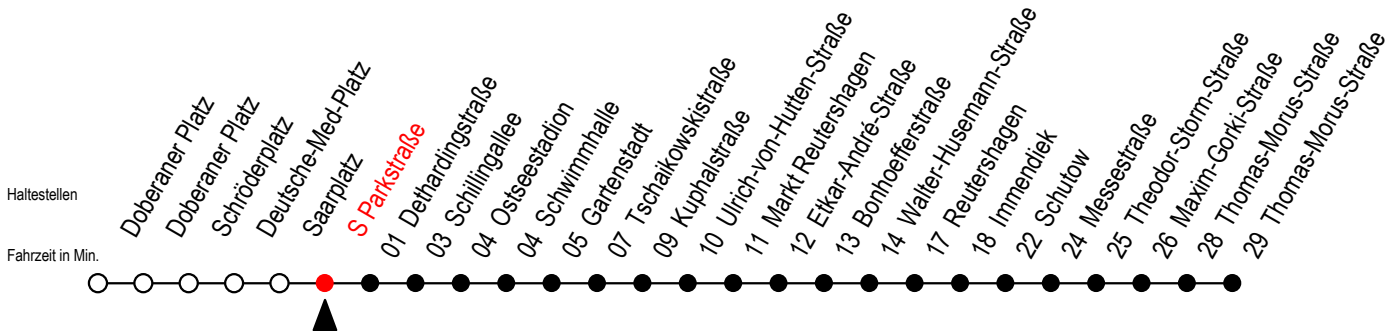 Haltestellen
Fahrzeit in Min.
Doberaner Platz
Doberaner Platz
Schröderplatz
Deutsche-Med-Platz
Saarplatz
S Parkstraße
01 Dethardingstraße
03 Schillingallee
04 Ostseestadion
04 Schwimmhalle
05 Gartenstadt
07 Tschaikowskistraße
09 Kuphalstraße
10 Ulrich-von-Hutten-Straße
11 Markt Reutershagen
12 Etkar-André-Straße
13 Bonhoefferstraße
14 Walter-Husemann-Straße
17 Reutershagen
18 Immendiek
22 Schutow
24 Messestraße
25 Theodor-Storm-Straße
26 Maxim-Gorki-Straße
28 Thomas-Morus-Straße
29 Thomas-Morus-Straße